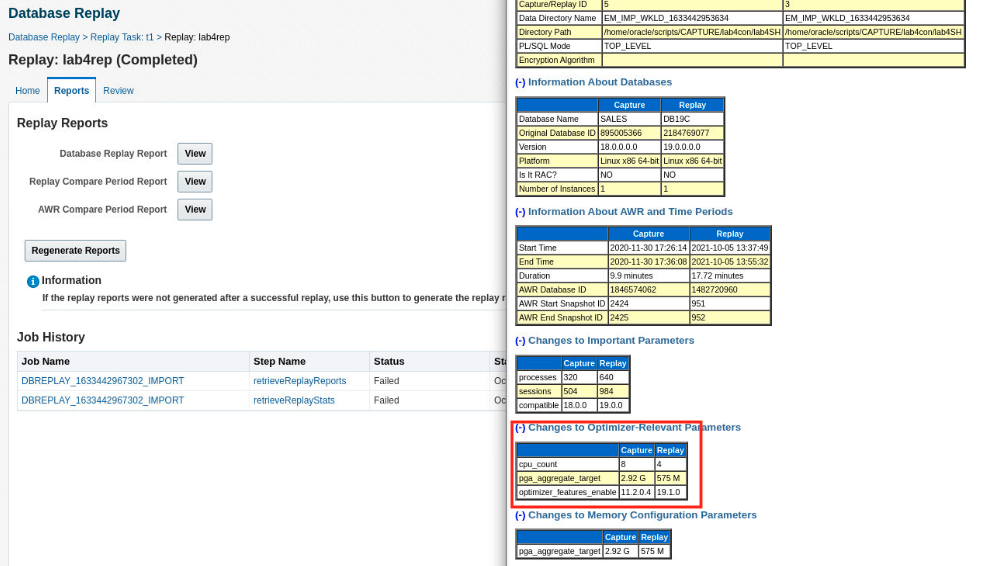 Database Replay
Database Replay > Replay Task: t1 > Replay: lab4rep
Replay: lab4rep (Completed)
Home Reports Review
Replay Reports
Database Replay Report View
Replay Compare Period Report View
AWR Compare Period Report View
Regenerate Reports
Information
If the replay reports were not generated after a successful replay, use this button to generate the replay r
Job History
Job Name Step Name Status Sta
DBREPLAY_1633442967302_IMPORT retrieveReplayReports Failed Oc
DBREPLAY_1633442967302_IMPORT retrieveReplayStats Failed Oc
Capture/Replay ID 5 3
Data Directory Name EM_IMP_WKLD_1633442953634 EM_IMP_WKLD_1633442953634
Directory Path /home/oracle/scripts/CAPTURE/lab4con/lab4SH /home/oracle/scripts/CAPTURE/lab4con/lab4SH
PL/SQL Mode TOP_LEVEL TOP_LEVEL
Encryption Algorithm
(-) Information About Databases
Capture Replay
Database Name SALES DB19C
Original Database ID 895005366 2184769077
Version 18.0.0.0.0 19.0.0.0.0
Platform Linux x86 64-bit Linux x86 64-bit
Is It RAC? NO NO
Number of Instances 1 1
(-) Information About AWR and Time Periods
Capture Replay
Start Time 2020-11-30 17:26:14 2021-10-05 13:37:49
End Time 2020-11-30 17:36:08 2021-10-05 13:55:32
Duration 9.9 minutes 17.72 minutes
AWR Database ID 1846574062 1482720960
AWR Start Snapshot ID 2424 951
AWR End Snapshot ID 2425 952
(-) Changes to Important Parameters
Capture Replay
processes 320 640
sessions 504 984
compatible 18.0.0 19.0.0
(-) Changes to Optimizer-Relevant Parameters
Capture Replay
cpu_count 8 4
pga_aggregate_target 2.92 G 575 M
optimizer_features_enable 11.2.0.4 19.1.0
(-) Changes to Memory Configuration Parameters
Capture Replay
pga_aggregate_target 2.92 G 575 M